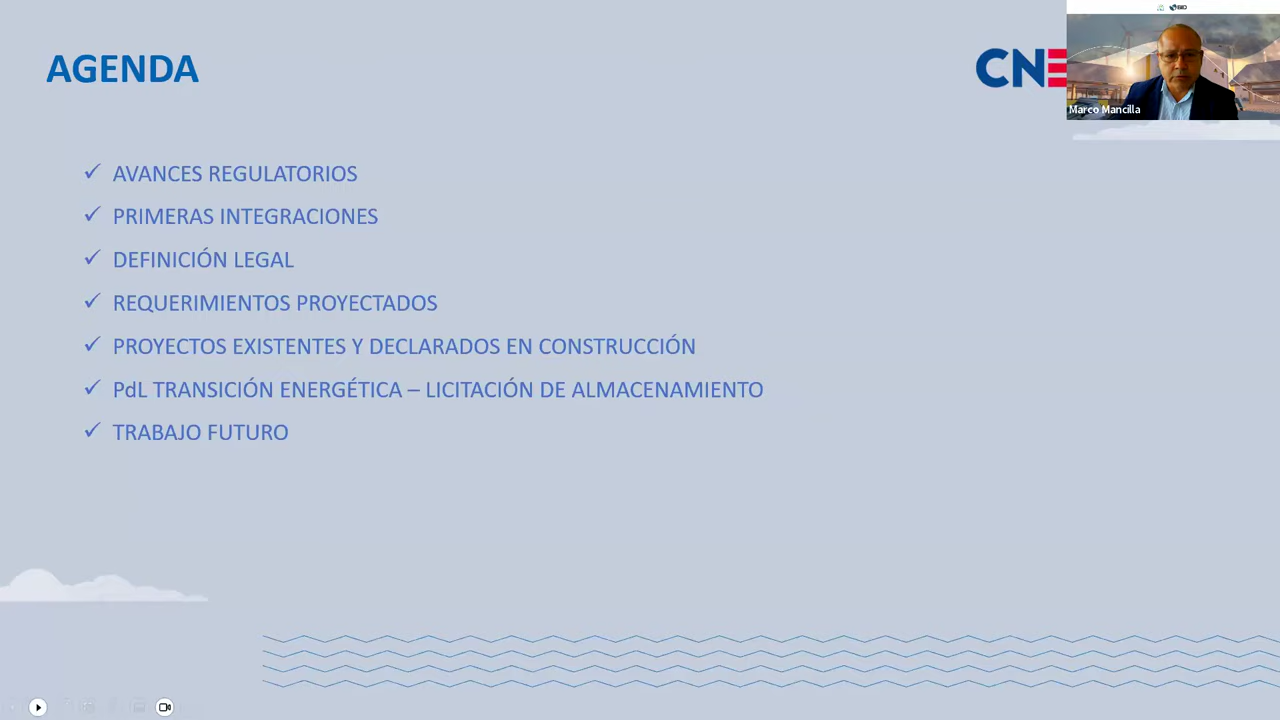 AGENDA
CNE
Marco Mancilla
AVANCES REGULATORIOS
PRIMERAS INTEGRACIONES
DEFINICIÓN LEGAL
REQUERIMIENTOS PROYECTADOS
PROYECTOS EXISTENTES Y DECLARADOS EN CONSTRUCCIÓN
PdL TRANSICIÓN ENERGÉTICA – LICITACIÓN DE ALMACENAMIENTO
TRABAJO FUTURO